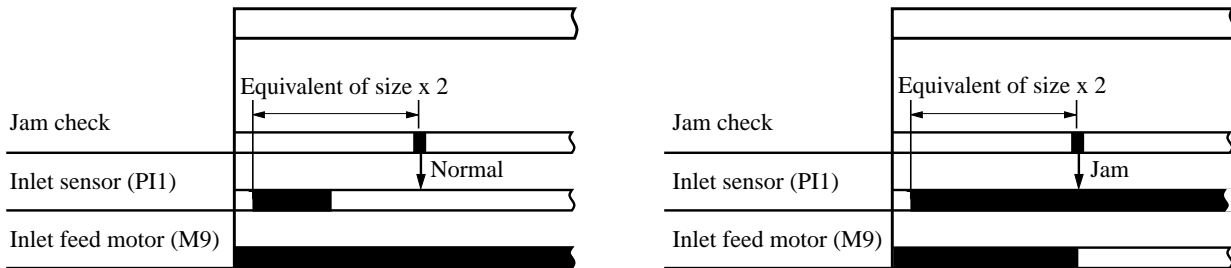 Equivalent of size x 2
Jam check
Inlet sensor (PI1)
Normal
Inlet feed motor (M9)
Equivalent of size x 2
Jam check
Inlet sensor (PI1)
Jam
Inlet feed motor (M9)